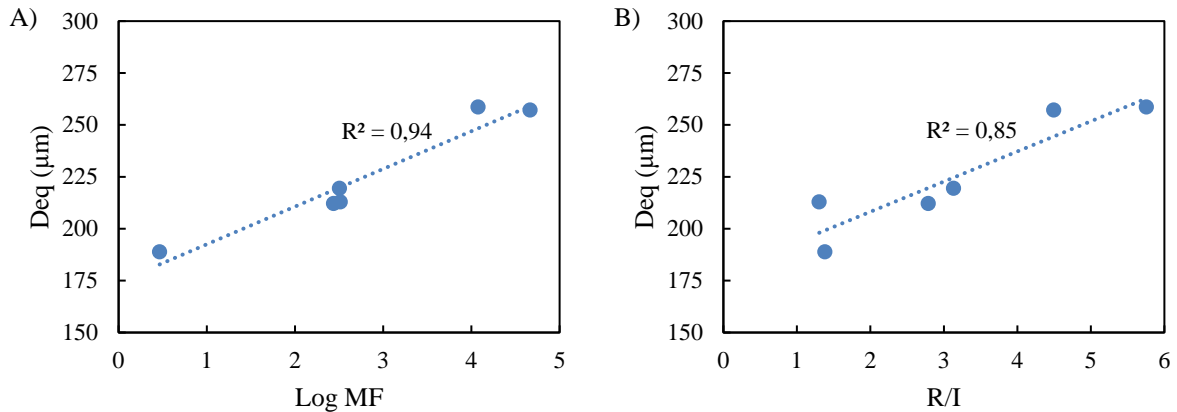 A)
300
275
250
225
200
175
150
Deq (µm)
R² = 0,94
0 1 2 3 4 5
Log MF
B)
300
275
250
225
200
175
150
Deq (µm)
R² = 0,85
0 1 2 3 4 5 6
R/I